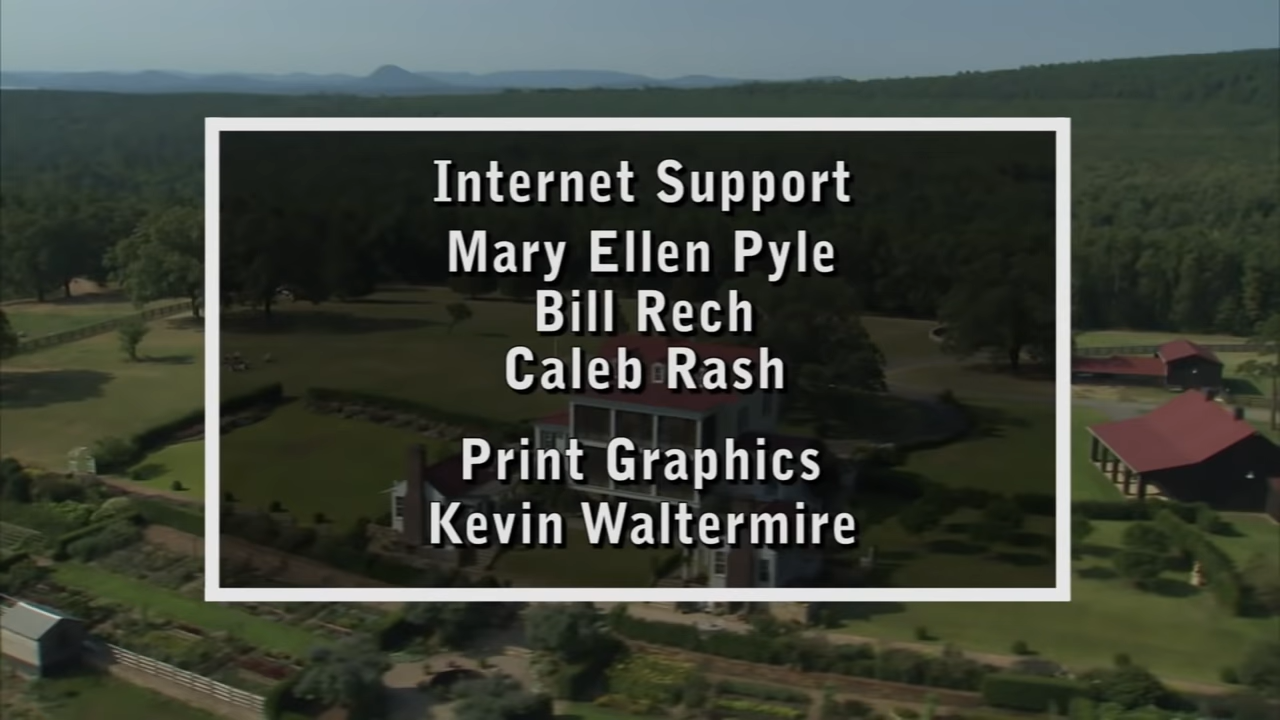 Internet Support
Mary Ellen Pyle
Bill Rech
Caleb Rash
Print Graphics
Kevin Waltermire